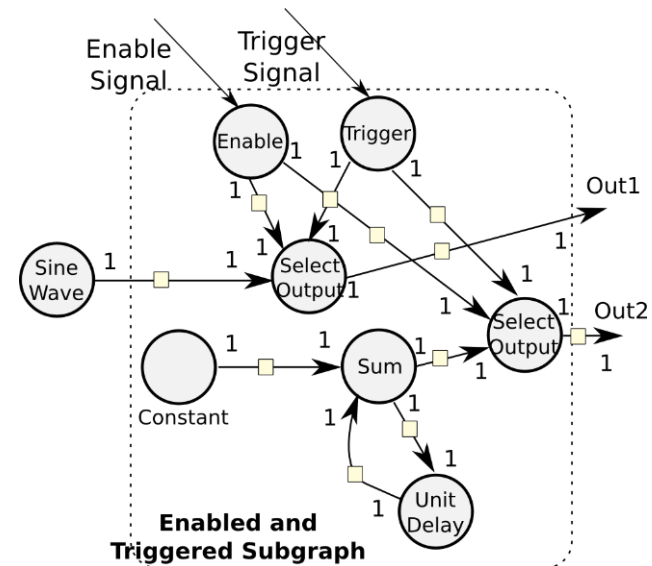 Enable
Signal
Trigger
Signal
Enable
Trigger
1
1
1
1
Out1
1
1
1
Sine
Wave
1
1
Select
Output
1
1
Select
Output
1
Out2
1
Constant
1
1
Sum
1
1
1
1
1
1
Unit
Delay
Enabled and
Triggered Subgraph